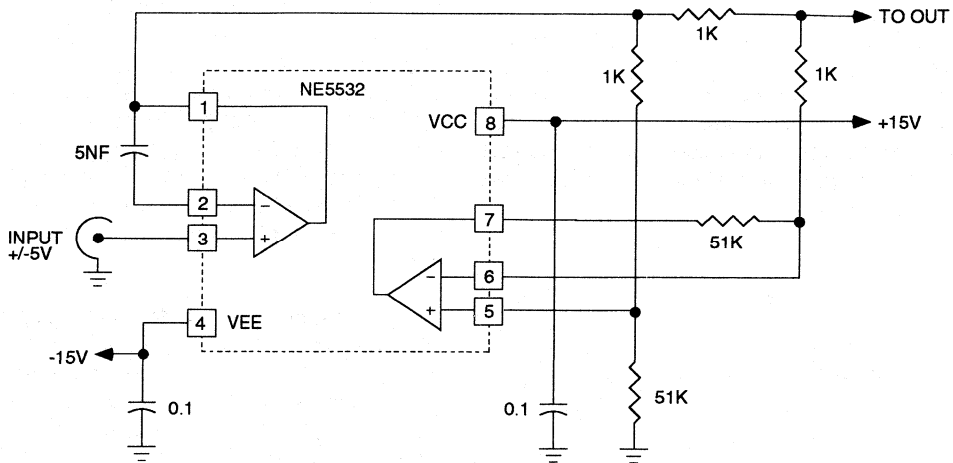 TO OUT
1K
1K
1K
NE5532
1
VCC
8
+15V
5NF
2
7
INPUT
+/-5V
3
51K
6
5
4
VEE
-15V
0.1
0.1
51K
−
+
−
+